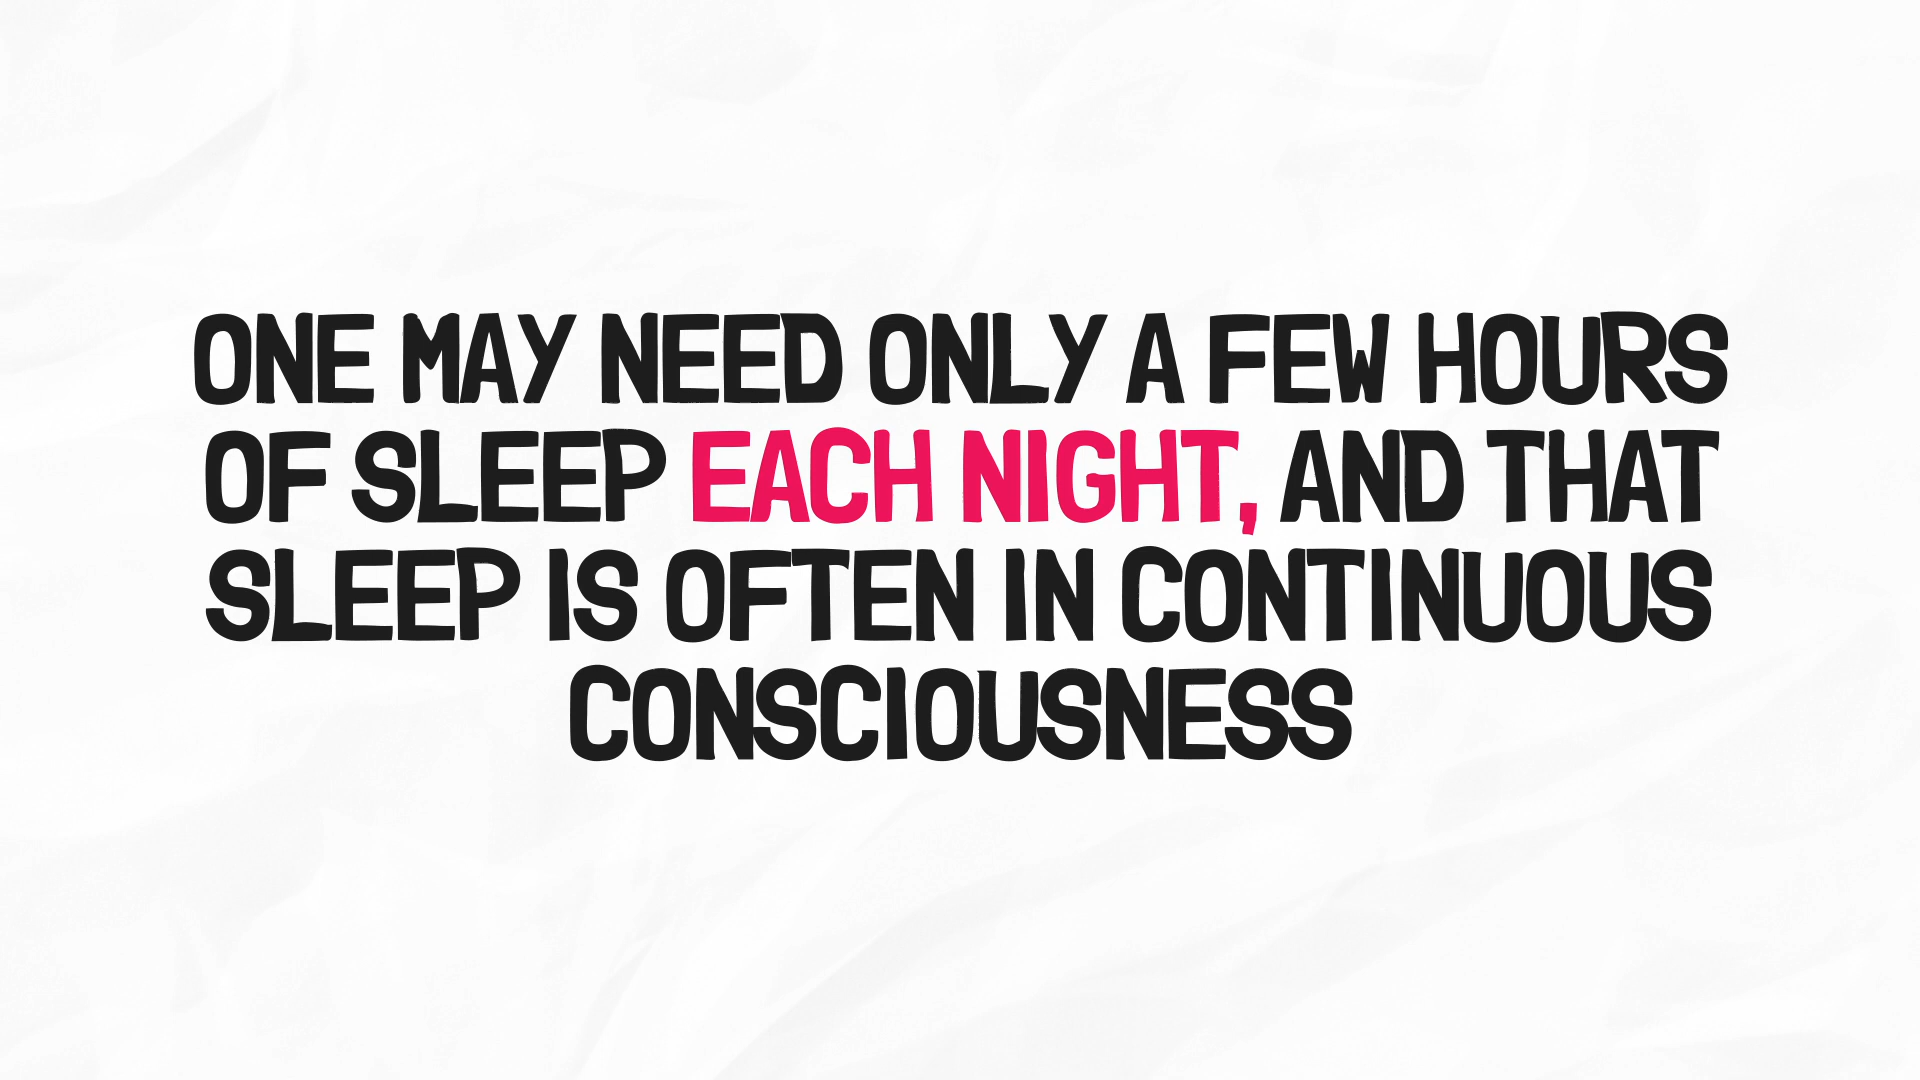 ONE MAY NEED ONLY A FEW HOURS
OF SLEEP EACH NIGHT, AND THAT
SLEEP IS OFTEN IN CONTINUOUS
CONSCIOUSNESS